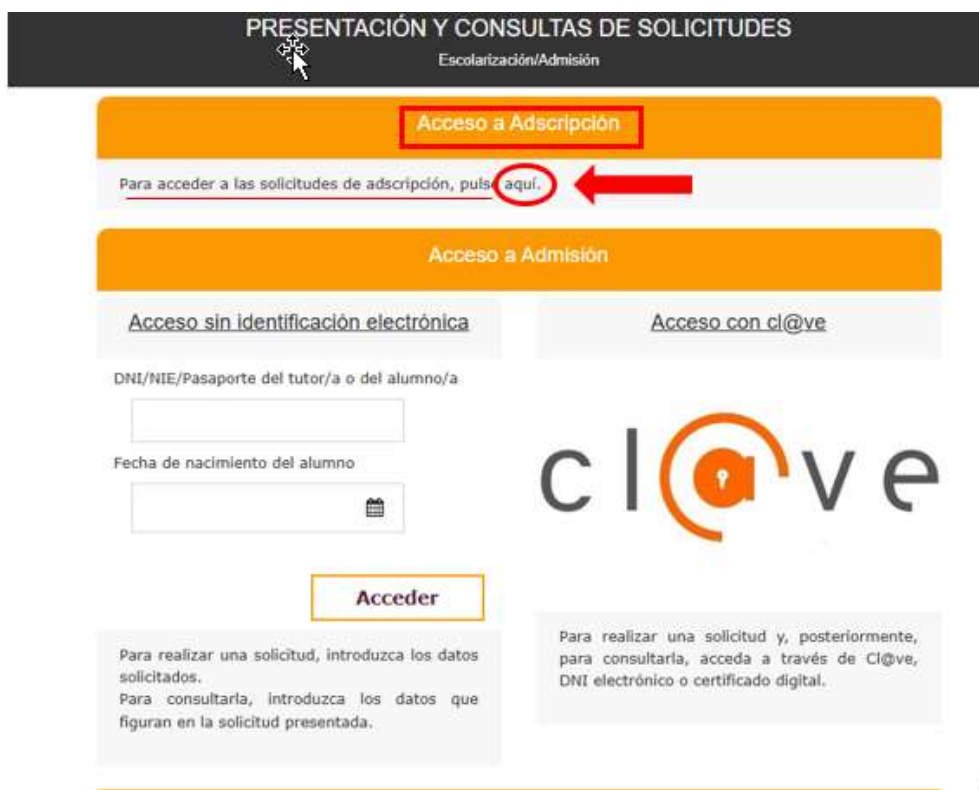 PRESENTACIÓN Y CONSULTAS DE SOLICITUDES
Escolarización/Admisión
Acceso a Adscripción
Para acceder a las solicitudes de adscripción, pulse aquí.
Acceso a Admisión
Acceso sin identificación electrónica
DNI/NIE/Pasaporte del tutor/a o del alumno/a
Fecha de nacimiento del alumno
Acceder
Para realizar una solicitud, introduzca los datos
solicitados.
Para consultarla, introduzca los datos que
figuran en la solicitud presentada.
Acceso con cl@ve
cl@ve
Para realizar una solicitud y, posteriormente,
para consultarla, acceda a través de Cl@ve,
DNI electrónico o certificado digital.